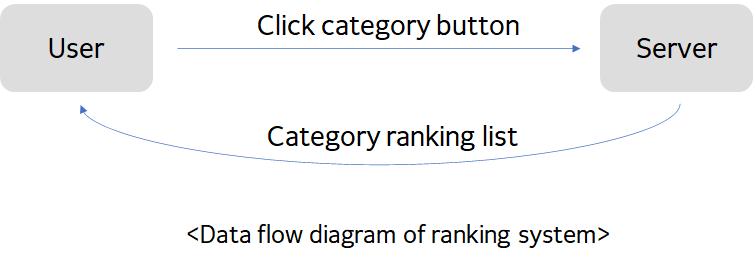 User
Click category button
Server
Category ranking list
<Data flow diagram of ranking system>